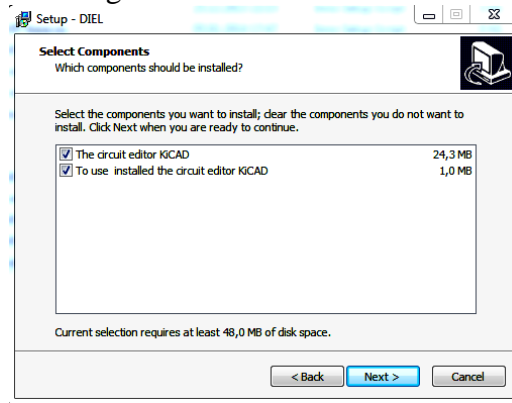 Setup - DIEL
Select Components
Which components should be installed?
Select the components you want to install; clear the components you do not want to
install. Click Next when you are ready to continue.
The circuit editor KiCAD 24,3 MB
To use installed the circuit editor KiCAD 1,0 MB
Current selection requires at least 48,0 MB of disk space.
< Back Next > Cancel